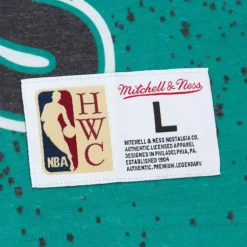 Mitchell & Ness
HWC
NBA
L
MITCHELL & NESS NOSTALGIA CO.
AUTHENTIC LICENSED APPAREL
DESIGNED IN PHILADELPHIA, PA.
ESTABLISHED 1904
AUTHENTIC. PREMIUM. LEGENDARY.